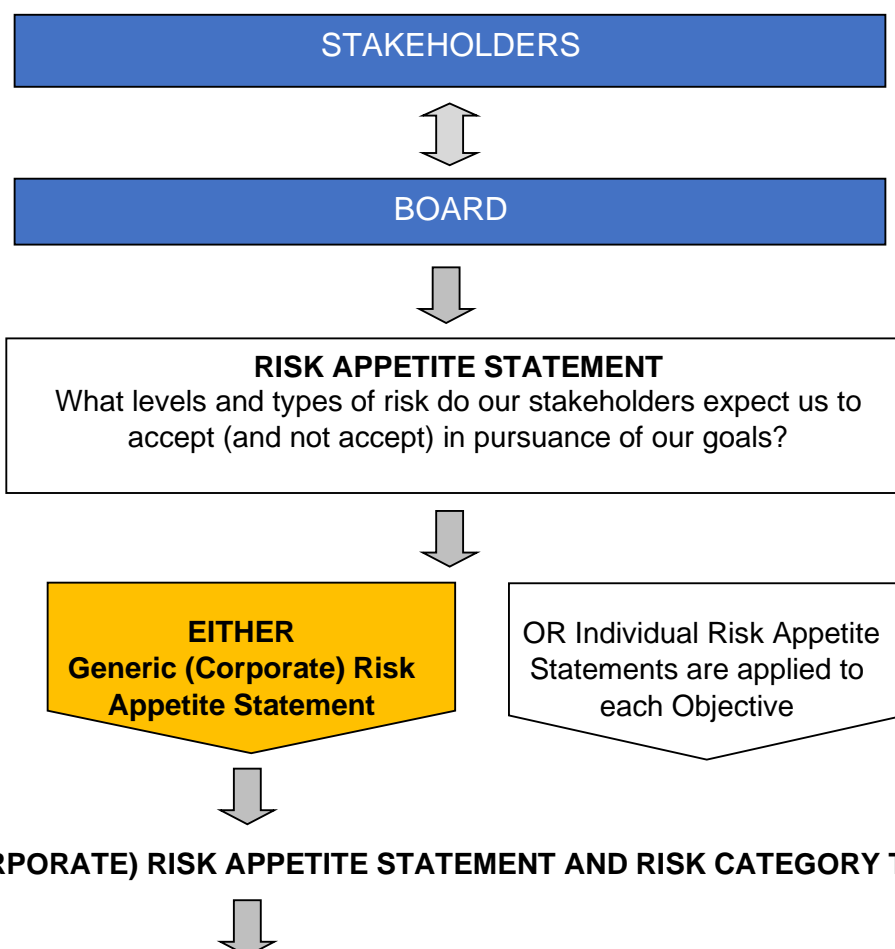 STAKEHOLDERS
BOARD
RISK APPETITE STATEMENT
What levels and types of risk do our stakeholders expect us to
accept (and not accept) in pursuance of our goals?
EITHER
Generic (Corporate) Risk
Appetite Statement
OR Individual Risk Appetite
Statements are applied to
each Objective
RISK APPETITE STATEMENT AND RISK CATEGORY